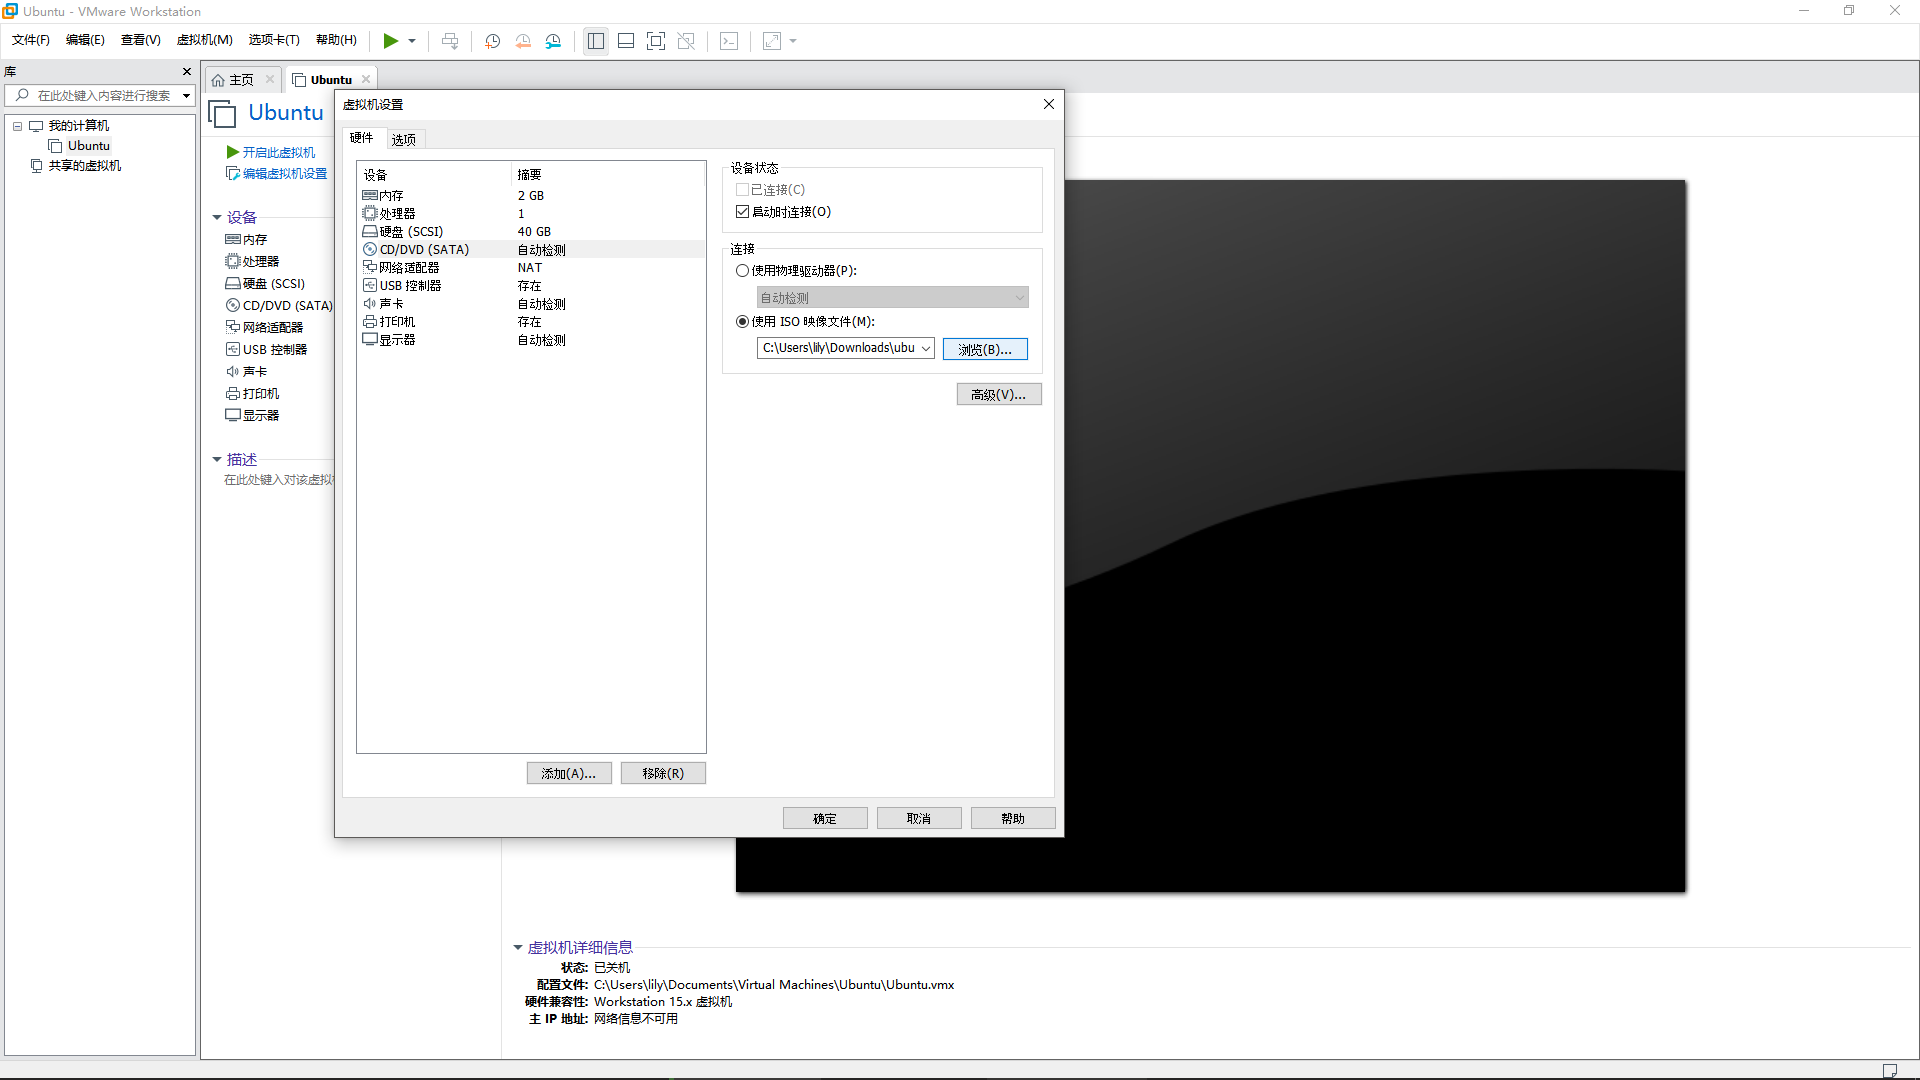 Ubuntu - VMware Workstation
文件(F) 编辑(E) 查看(V) 虚拟机(M) 选项卡(T) 帮助(H)
库
在此处键入内容进行搜索
我的计算机
Ubuntu
共享的虚拟机
主页 Ubuntu
Ubuntu
开启此虚拟机
编辑虚拟机设置
设备
内存
处理器
硬盘 (SCSI)
CD/DVD (SATA)
网络适配器
USB 控制器
声卡
打印机
显示器
描述
在此处键入对该虚拟
虚拟机设置
硬件 选项
设备 摘要
内存 2 GB
处理器 1
硬盘 (SCSI) 40 GB
CD/DVD (SATA) 自动检测
网络适配器 NAT
USB 控制器 存在
声卡 自动检测
打印机 存在
显示器 自动检测
添加(A)... 移除(R)
设备状态
已连接(C)
启动时连接(O)
连接
使用物理驱动器(P):
自动检测
使用 ISO 映像文件(M):
C:\Users\lily\Downloads\ubu 浏览(B)...
高级(V)...
确定 取消 帮助
虚拟机详细信息
状态: 已关机
配置文件: C:\Users\lily\Documents\Virtual Machines\Ubuntu\Ubuntu.vmx
硬件兼容性: Workstation 15.x 虚拟机
主 IP 地址: 网络信息不可用